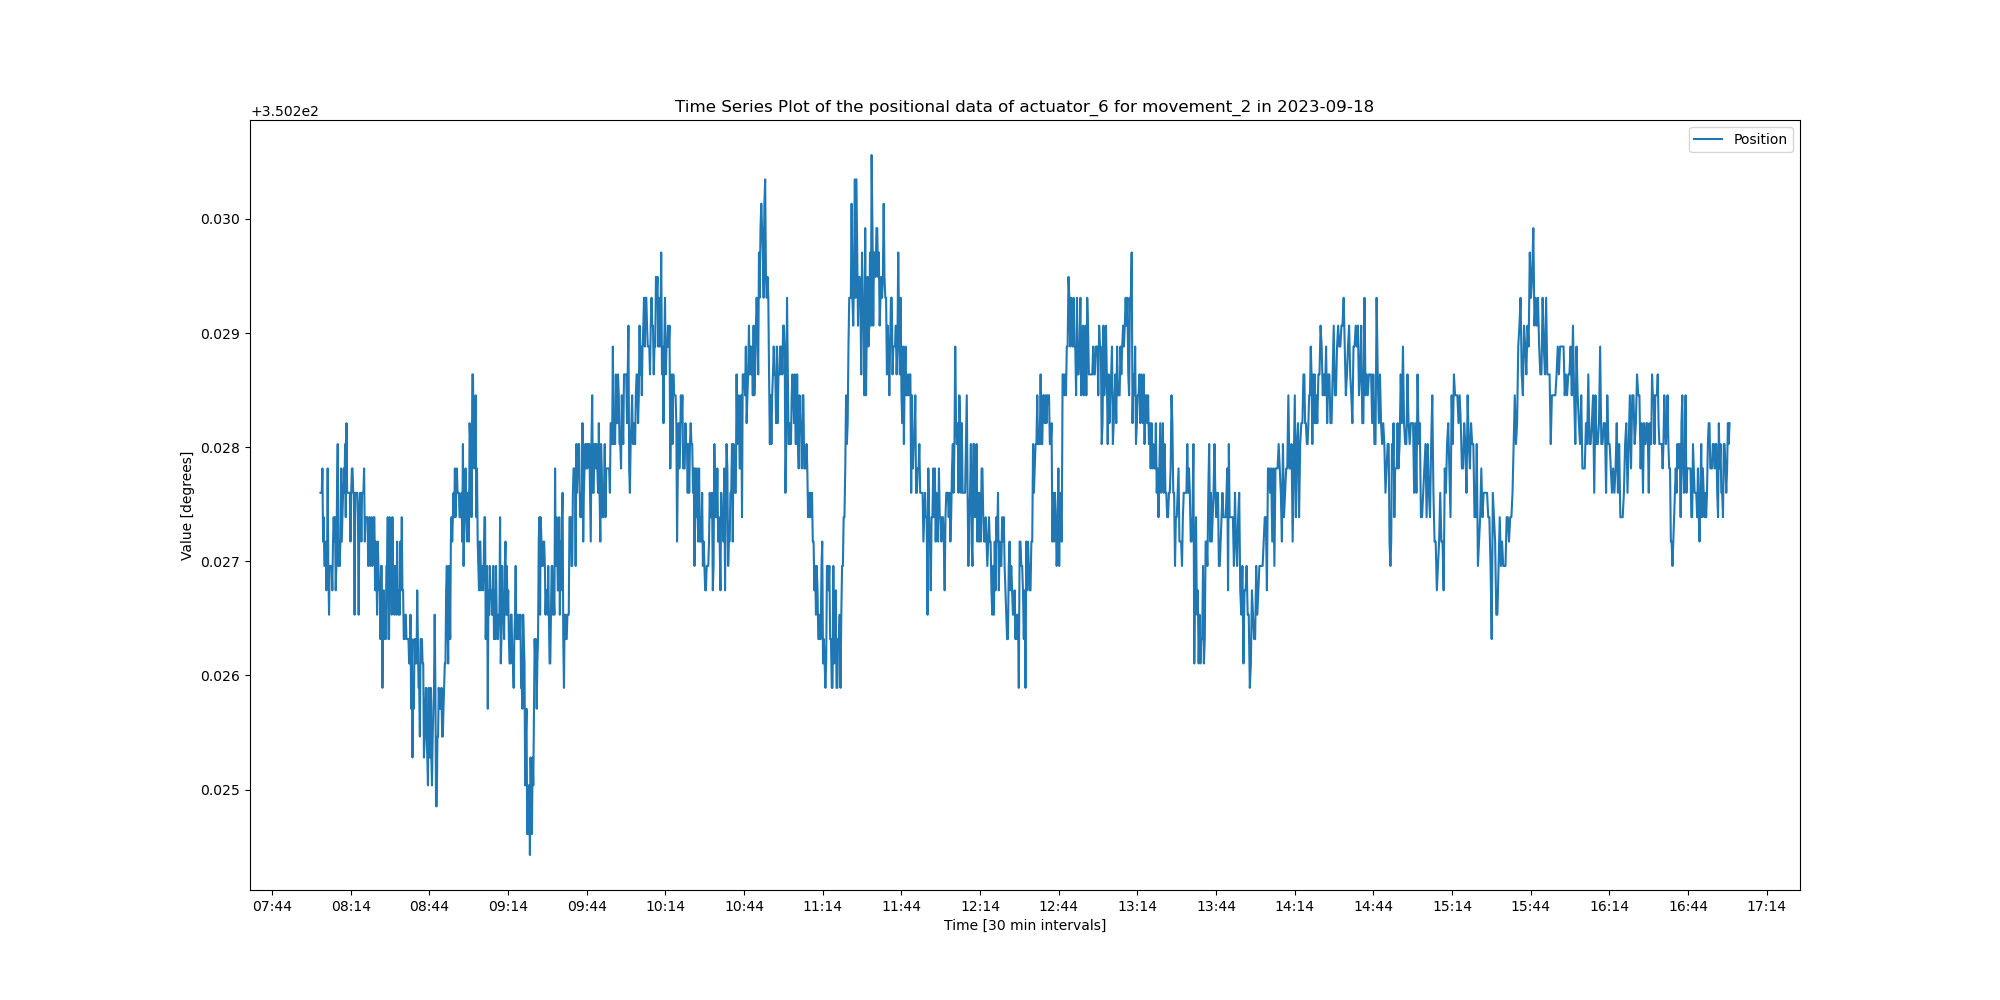 Time Series Plot of the positional data of actuator_6 for movement_2 in 2023-09-18
+3.502e2
Position
0.030
0.029
0.028
0.027
0.026
0.025
Value [degrees]
07:44 08:14 08:44 09:14 09:44 10:14 10:44 11:14 11:44 12:14 12:44 13:14 13:44 14:14 14:44 15:14 15:44 16:14 16:44 17:14
Time [30 min intervals]